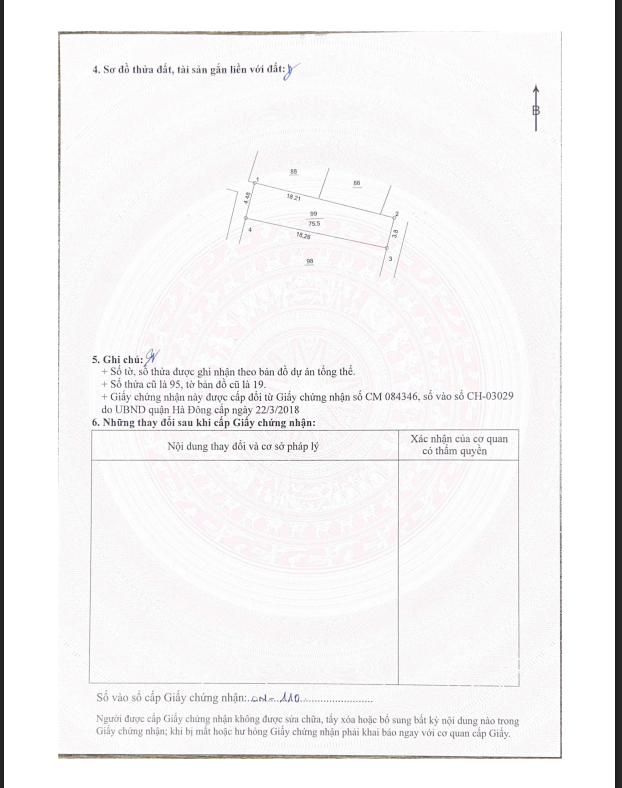 4. Sơ đồ thửa đất, tài sản gắn liền với đất:
B
88
88
1
18.21
4.48
2
99
75.5
3.8
4
18.26
3
98
5. Ghi chú:
+ Số tờ, số thửa được ghi nhận theo bản đồ dự án tổng thể.
+ Số thửa cũ là 95, tờ bản đồ cũ là 19.
+ Giấy chứng nhận này được cấp đổi từ Giấy chứng nhận số CM 084346, số vào sổ CH-03029
do UBND quận Hà Đông cấp ngày 22/3/2018
6. Những thay đổi sau khi cấp Giấy chứng nhận:
Nội dung thay đổi và cơ sở pháp lý
Xác nhận của cơ quan
có thẩm quyền
Số vào sổ cấp Giấy chứng nhận: CN-110
Người được cấp Giấy chứng nhận không được sửa chữa, tẩy xóa hoặc bổ sung bất kỳ nội dung nào trong
Giấy chứng nhận; khi bị mất hoặc hư hỏng Giấy chứng nhận phải khai báo ngay với cơ quan cấp Giấy.